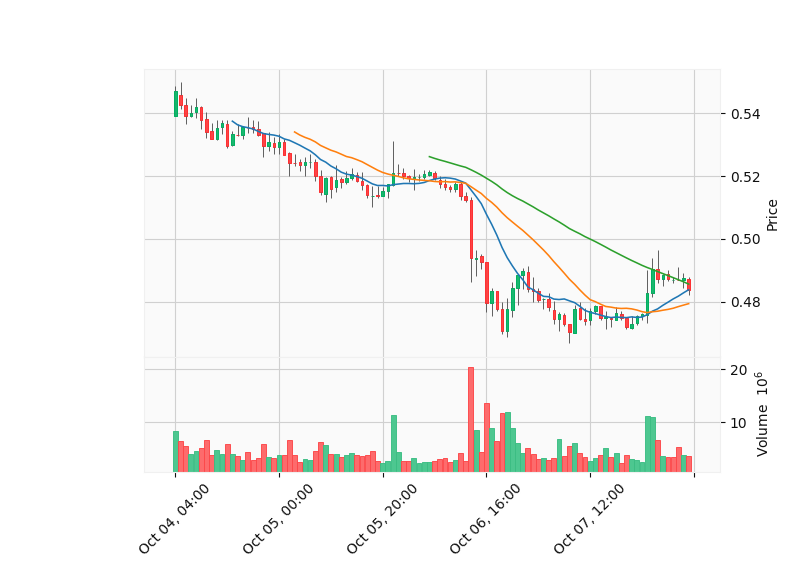 0.54
0.52
0.50
0.48
Price
20
10
Volume 10^6
Oct 04, 04:00
Oct 05, 00:00
Oct 05, 20:00
Oct 06, 16:00
Oct 07, 12:00